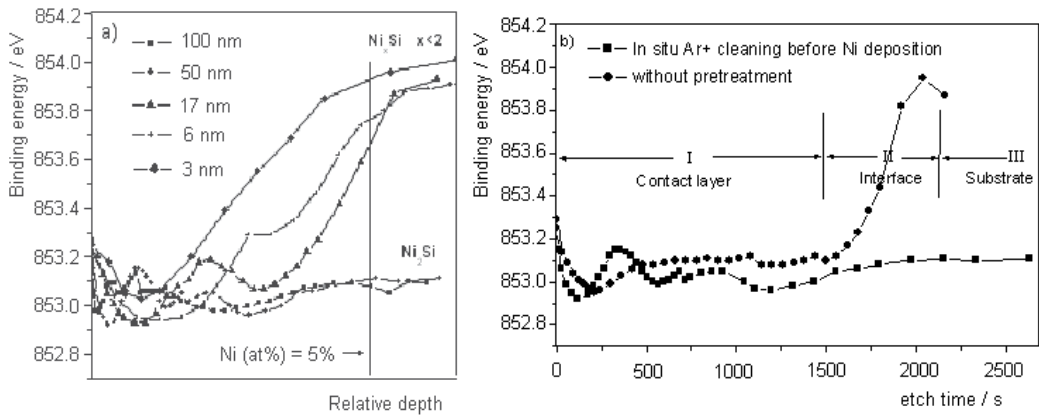 a)
Binding energy / eV
854.2
854.0
853.8
853.6
853.4
853.2
853.0
852.8
100 nm
50 nm
17 nm
6 nm
3 nm
NixSi x<2
Ni2Si
Ni (at%) = 5%
Relative depth
b)
Binding energy / eV
854.2
854.0
853.8
853.6
853.4
853.2
853.0
852.8
In situ Ar+ cleaning before Ni deposition
without pretreatment
I
Contact layer
II
Interface
III
Substrate
0 500 1000 1500 2000 2500
etch time / s